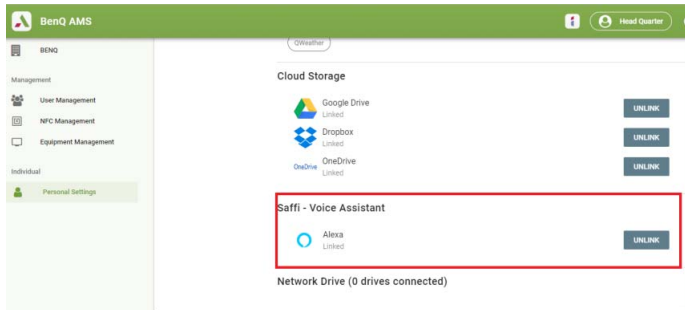 BenQ AMS
Head Quarter
BENQ
Management
User Management
NFC Management
Equipment Management
Individual
Personal Settings
QWeather
Cloud Storage
Google Drive
Linked
UNLINK
Dropbox
Linked
UNLINK
OneDrive
OneDrive
Linked
UNLINK
Saffi - Voice Assistant
Alexa
Linked
UNLINK
Network Drive (0 drives connected)